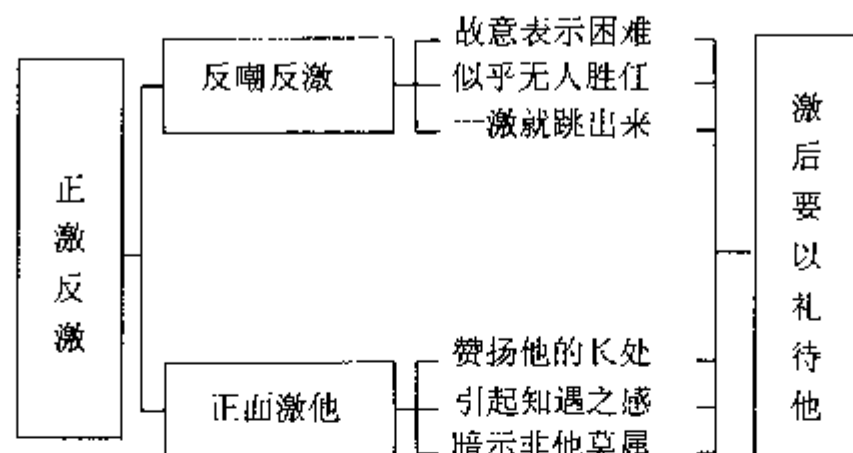 正激反激
反嘲反激
故意表示困难
似乎无人胜任
一激就跳出来
正面激他
赞扬他的长处
引起知遇之感
暗示非他莫属
激后要以礼待他